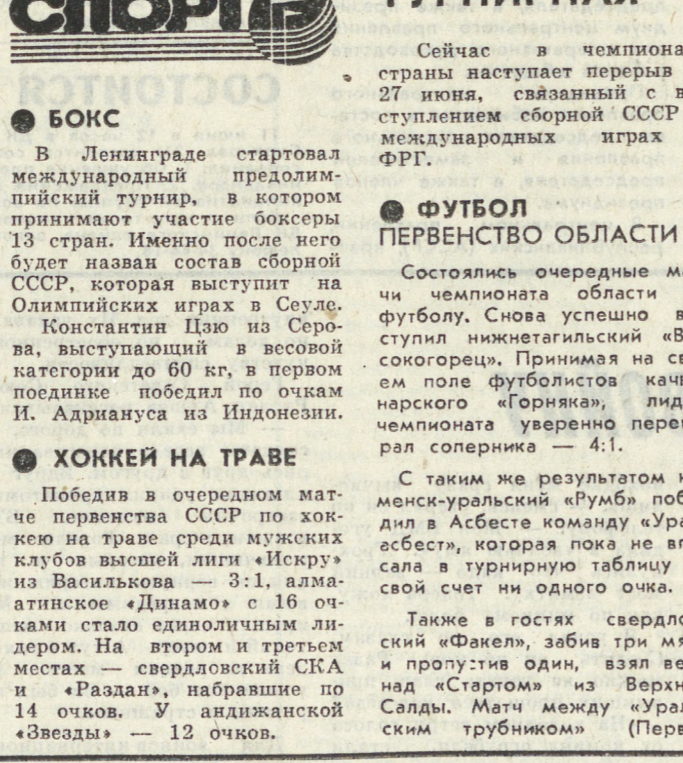 СПОРТ
БОКС
В Ленинграде стартовал
международный предолим-
пийский турнир, в котором
принимают участие боксеры
13 стран. Именно после него
будет назван состав сборной
СССР, которая выступит на
Олимпийских играх в Сеуле.
Константин Цзю из Серо-
ва, выступающий в весовой
категории до 60 кг, в первом
поединке победил по очкам
И. Адриануса из Индонезии.
ХОККЕЙ НА ТРАВЕ
Победив в очередном мат-
че первенства СССР по хок-
кею на траве среди мужских
клубов высшей лиги «Искру»
из Василькова — 3:1, алма-
атинское «Динамо» с 16 оч-
ками стало единоличным ли-
дером. На втором и третьем
местах — свердловский СКА
и «Раздан», набравшие по
14 очков. У андижанской
«Звезды» — 12 очков.
Сейчас в чемпиона
страны наступает перерыв
27 июня, связанный с в
ступлением сборной СССР
международных играх
ФРГ.
ФУТБОЛ
ПЕРВЕНСТВО ОБЛАСТИ
Состоялись очередные ма
чи чемпионата области
футболу. Снова успешно в
ступил нижнетагильский «В
сокогорец». Принимая на св
ем поле футболистов кач
нарского «Горняка», лид
чемпионата уверенно переи
рал соперника — 4:1.
С таким же результатом к
менск-уральский «Румб» поб
дил в Асбесте команду «Ура
асбест», которая пока не вп
сала в турнирную таблицу
свой счет ни одного очка.
Также в гостях свердло
ский «Факел», забив три мя
и пропустив один, взял ве
над «Стартом» из Верхн
Салды. Матч между «Урал
ским трубником» (Перв